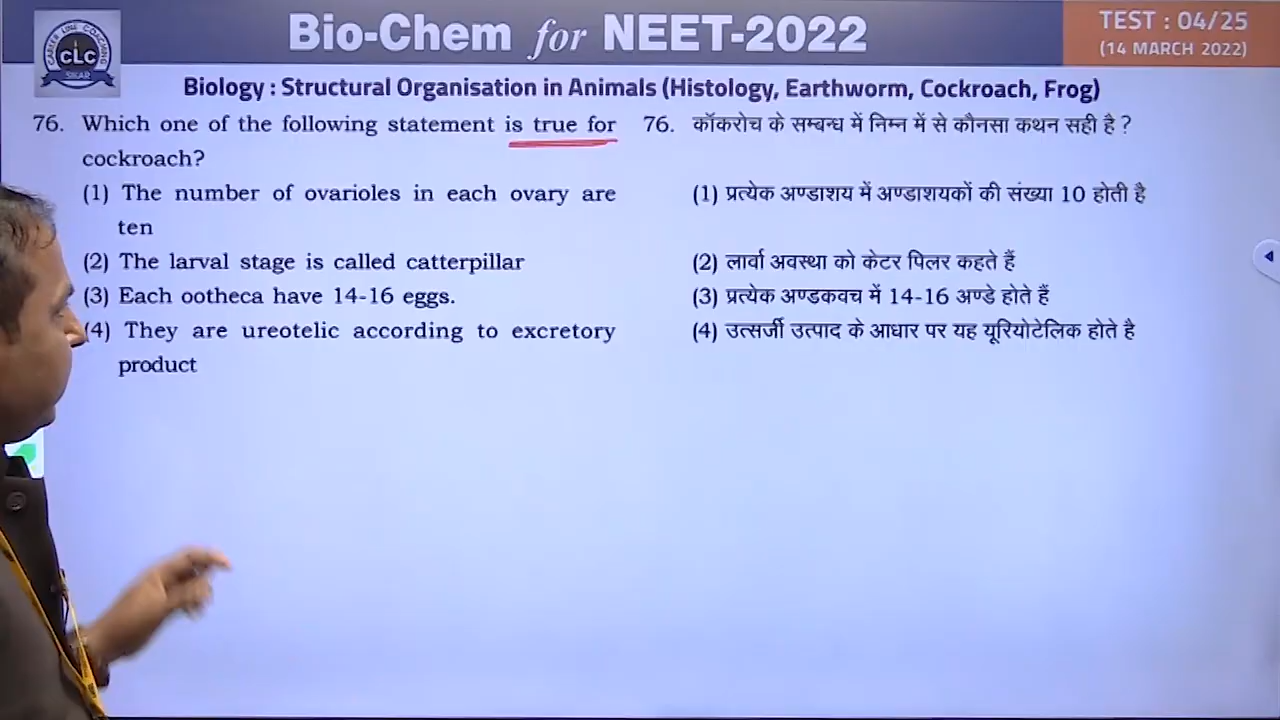 Bio-Chem for NEET-2022
TEST : 04/25
(14 MARCH 2022)
CAREER LINE COACHING
CLC
SIKAR
Biology : Structural Organisation in Animals (Histology, Earthworm, Cockroach, Frog)
76. Which one of the following statement is true for
cockroach?
(1) The number of ovarioles in each ovary are
ten
(2) The larval stage is called catterpillar
(3) Each ootheca have 14-16 eggs.
(4) They are ureotelic according to excretory
product
76. कॉकरोच के सम्बन्ध में निम्न में से कौनसा कथन सही है ?
(1) प्रत्येक अण्डाशय में अण्डाशयकों की संख्या 10 होती है
(2) लार्वा अवस्था को केटर पिलर कहते हैं
(3) प्रत्येक अण्डकवच में 14-16 अण्डे होते हैं
(4) उत्सर्जी उत्पाद के आधार पर यह यूरियोटेलिक होते है